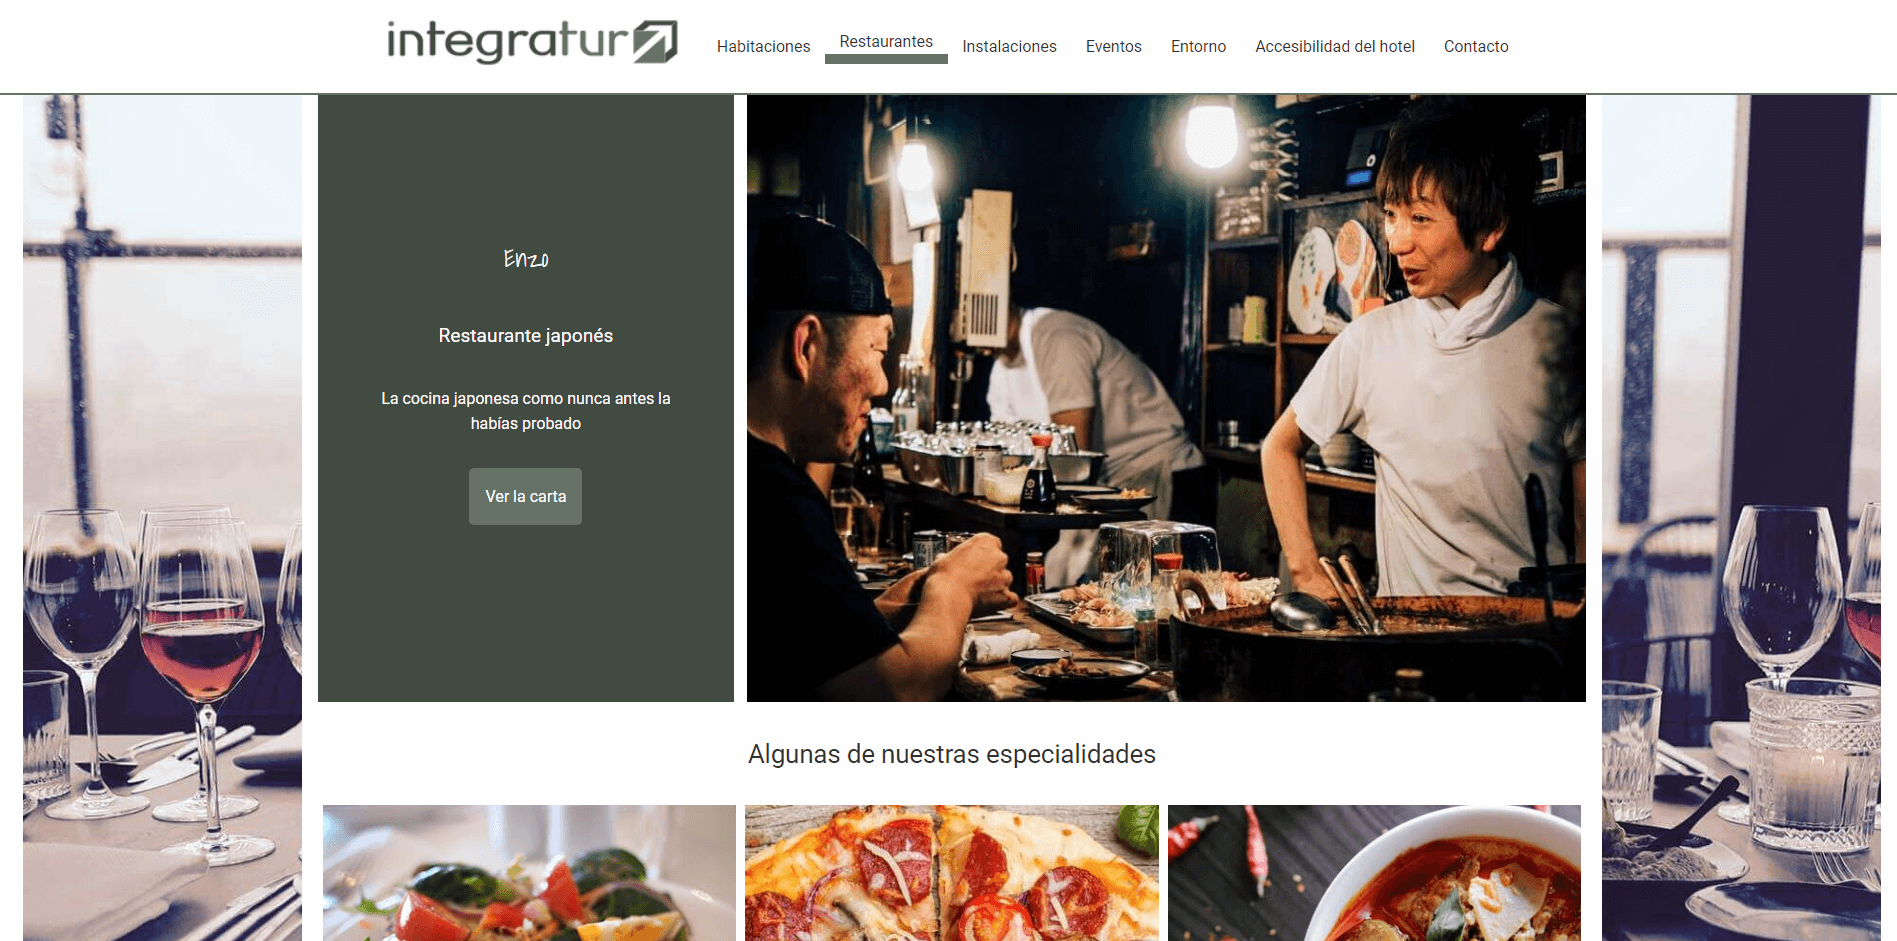 integratur
Habitaciones
Restaurantes
Instalaciones
Eventos
Entorno
Accesibilidad del hotel
Contacto
Enzo
Restaurante japonés
La cocina japonesa como nunca antes la
habías probado
Ver la carta
Algunas de nuestras especialidades